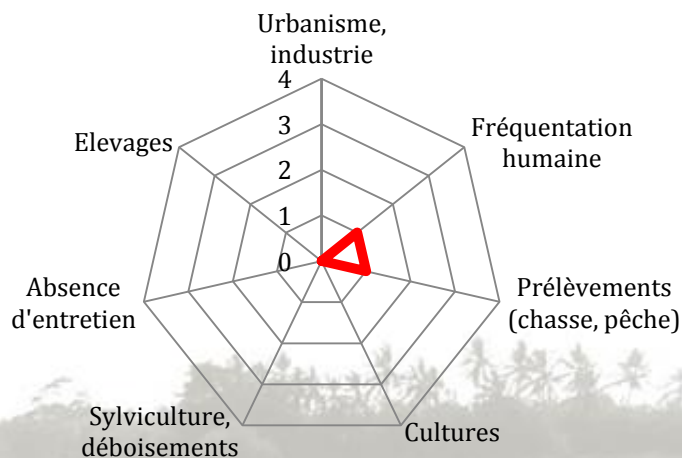 Urbanisme,
industrie
4
3
2
1
0
Fréquentation
humaine
Prélèvements
(chasse, pêche)
Cultures
Sylviculture,
déboisements
Absence
d'entretien
Elevages